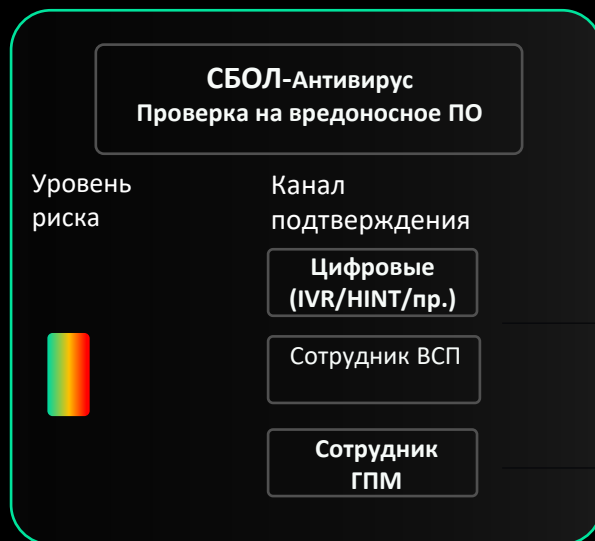 СБОЛ-Антивирус
Проверка на вредоносное ПО
Уровень
риска
Канал
подтверждения
Цифровые
(IVR/HINT/пр.)
Сотрудник ВСП
Сотрудник
ГПМ